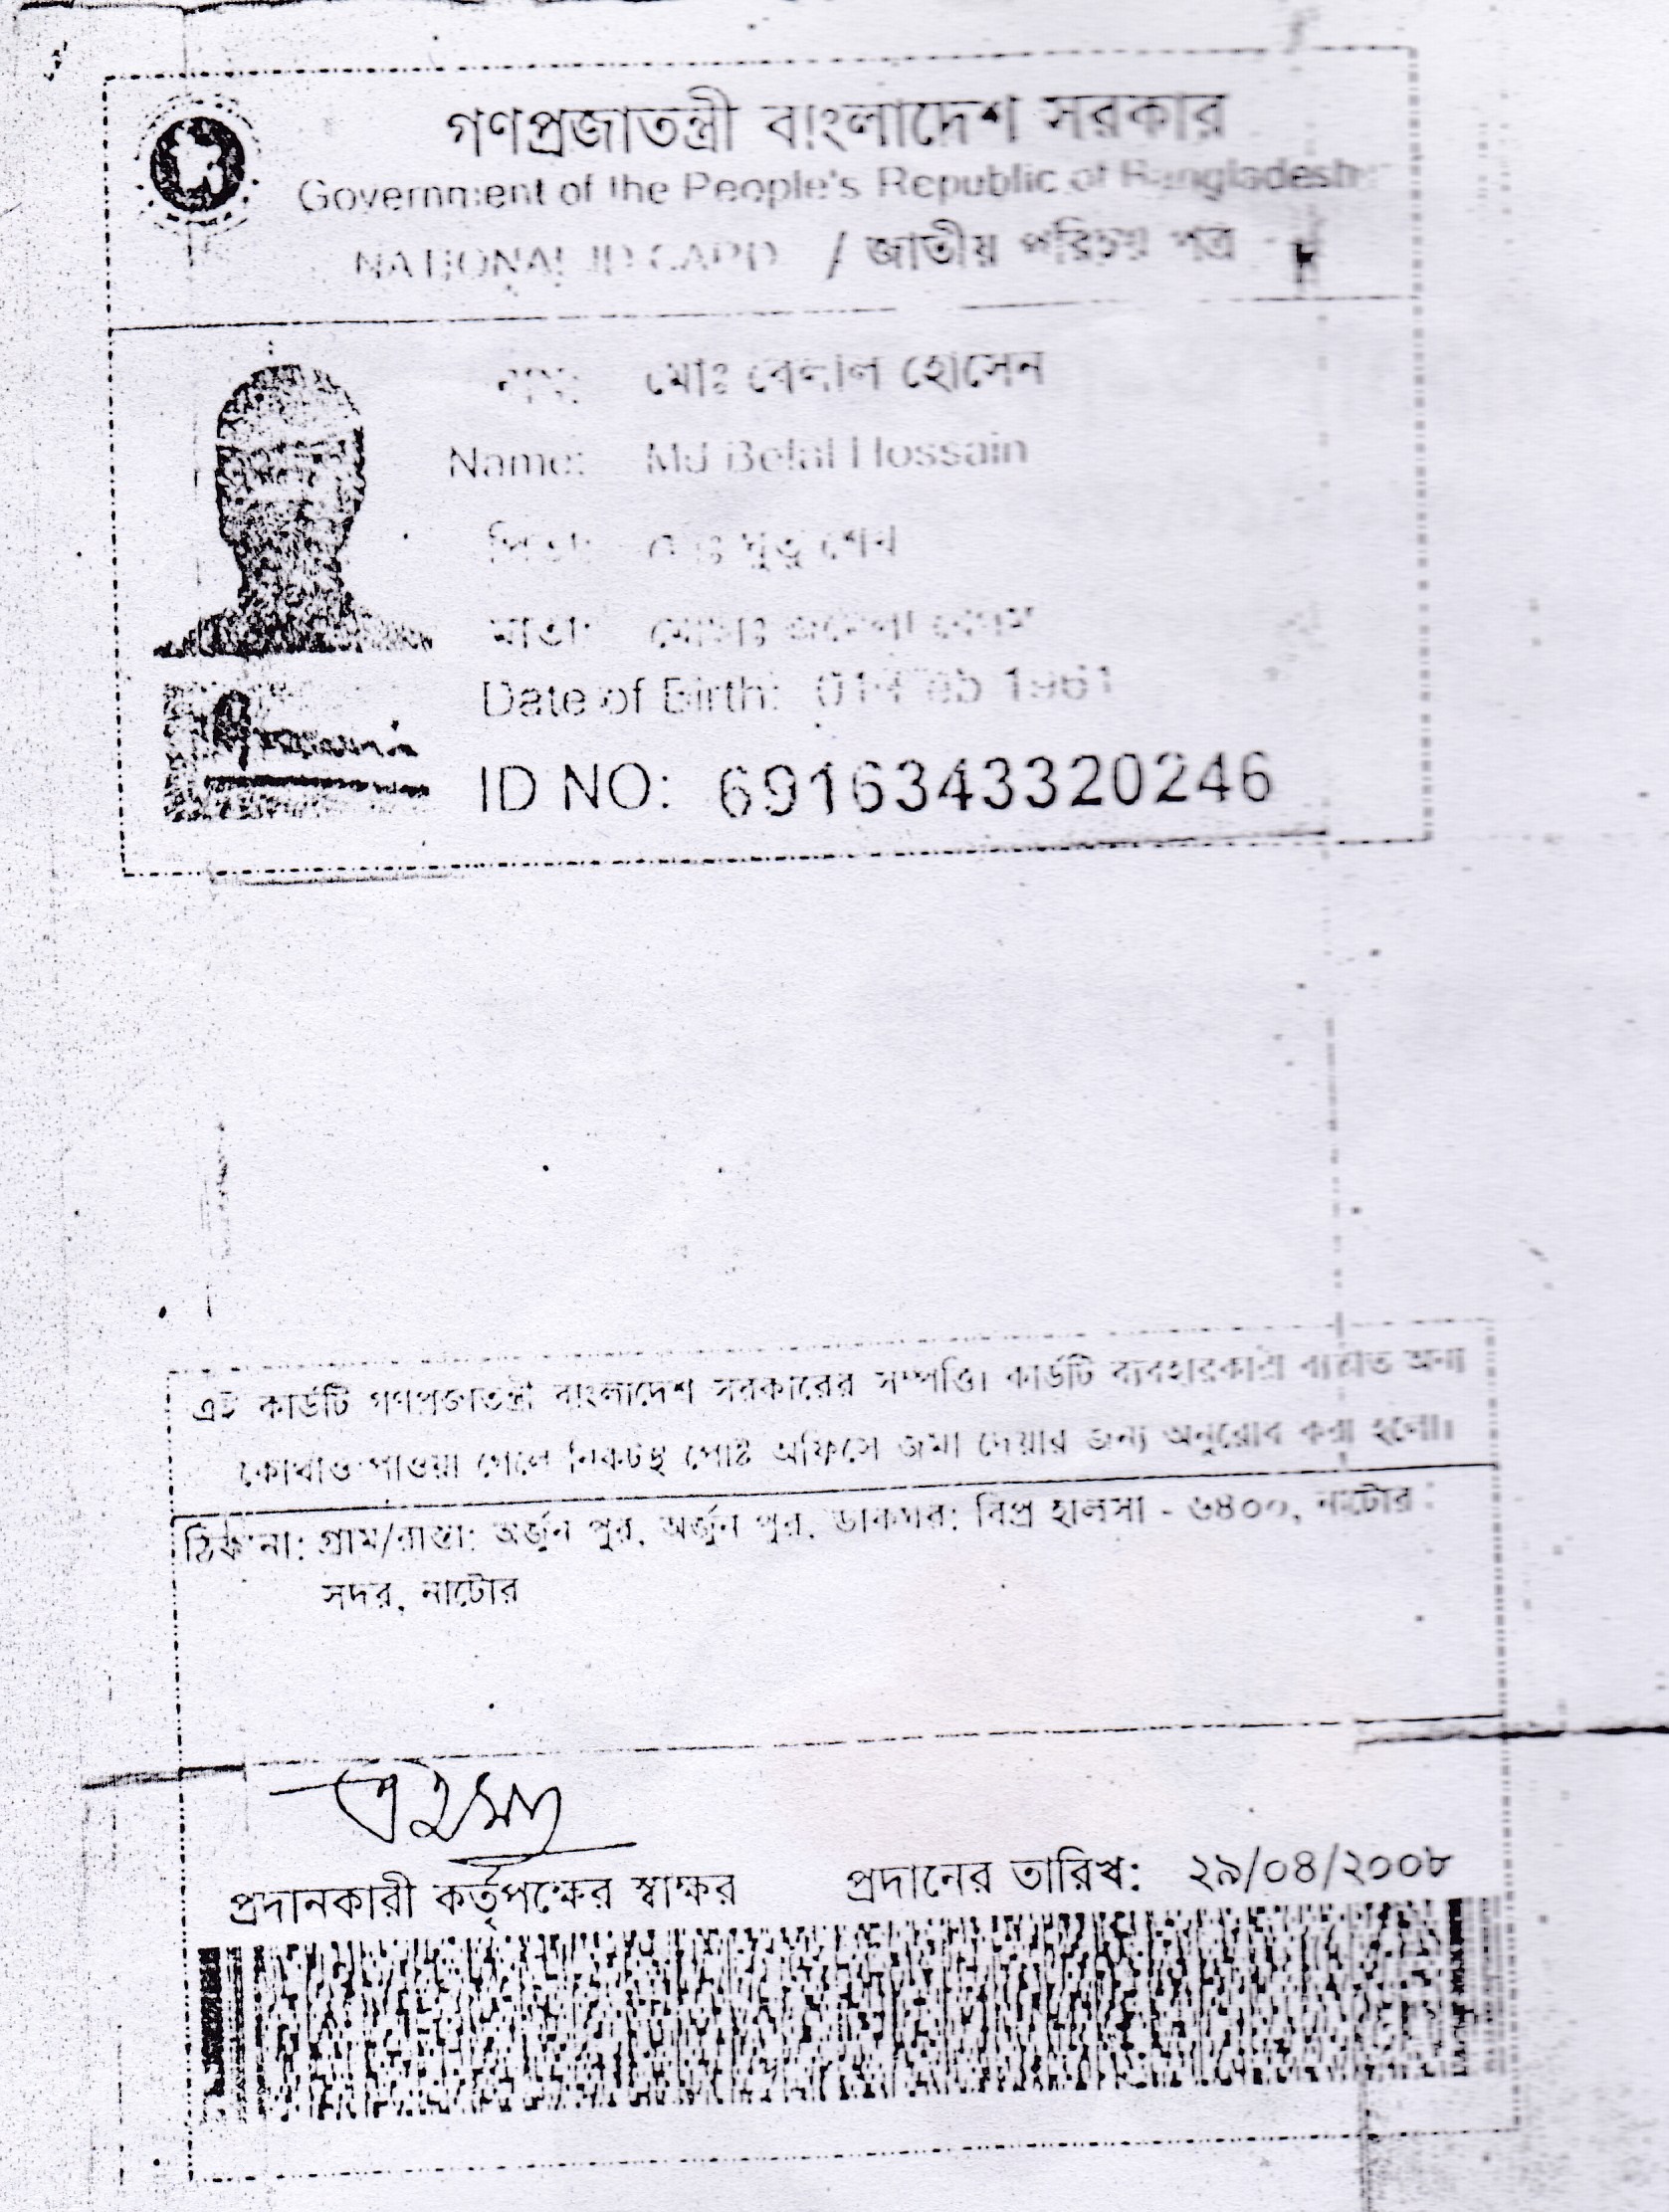 গণপ্রজাতন্ত্রী বাংলাদেশ সরকার
Government of the People's Republic of Bangladesh
NATIONAL ID CARD / জাতীয় পরিচয় পত্র
নাম: মোঃ বেলাল হোসেন
Name: Md Belal Hossain
পিতা:
মাতা: মোছাঃ বেগম
Date of Birth: 01 Feb 1961
ID NO: 6916343320246
এই কার্ডটি গণপ্রজাতন্ত্রী বাংলাদেশ সরকারের সম্পত্তি। কার্ডটি ব্যবহারকারী ব্যতীত অন্য
কোথাও পাওয়া গেলে নিকটস্থ পোষ্ট অফিসে জমা দেয়ার জন্য অনুরোধ করা হলো।
ঠিকানা: গ্রাম/রাস্তা: অর্জুন পুর, অর্জুন পুর, ডাকঘর: বিপ্র হালসা - ৬৪০০, নাটোর
সদর, নাটোর
প্রদানকারী কর্তৃপক্ষের স্বাক্ষর প্রদানের তারিখ: ২৯/০৪/২০০৮